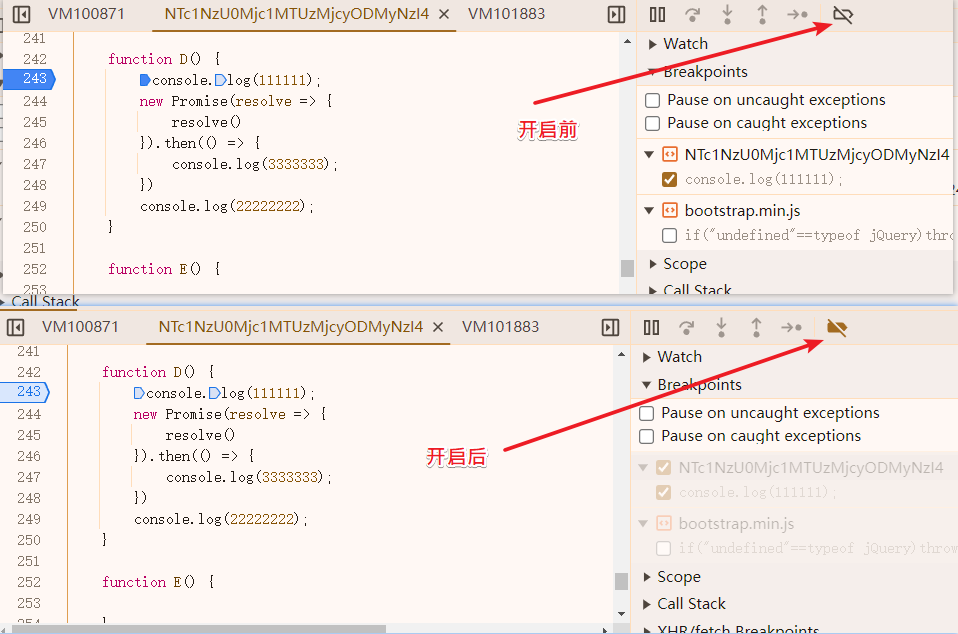 VM100871 NTc1NzU0Mjc1MTUzMjcyODMyNzI4 × VM101883
241
242 function D() {
243 console.log(111111);
244 new Promise(resolve => {
245 resolve()
246 }).then(() => {
247 console.log(3333333);
248 })
249 console.log(22222222);
250 }
251
252 function E() {
253
Watch
Breakpoints
Pause on uncaught exceptions
Pause on caught exceptions
NTc1NzU0Mjc1MTUzMjcyODMyNzI4
console.log(111111);
bootstrap.min.js
if("undefined"==typeof jQuery)thro
Scope
Call Stack
开启前
Call Stack
VM100871 NTc1NzU0Mjc1MTUzMjcyODMyNzI4 × VM101883
241
242 function D() {
243 console.log(111111);
244 new Promise(resolve => {
245 resolve()
246 }).then(() => {
247 console.log(3333333);
248 })
249 console.log(22222222);
250 }
251
252 function E() {
253
254 }
Watch
Breakpoints
Pause on uncaught exceptions
Pause on caught exceptions
NTc1NzU0Mjc1MTUzMjcyODMyNzI4
console.log(111111);
bootstrap.min.js
if("undefined"==typeof jQuery)throw
Scope
Call Stack
XHR/fetch Breakpoints
开启后